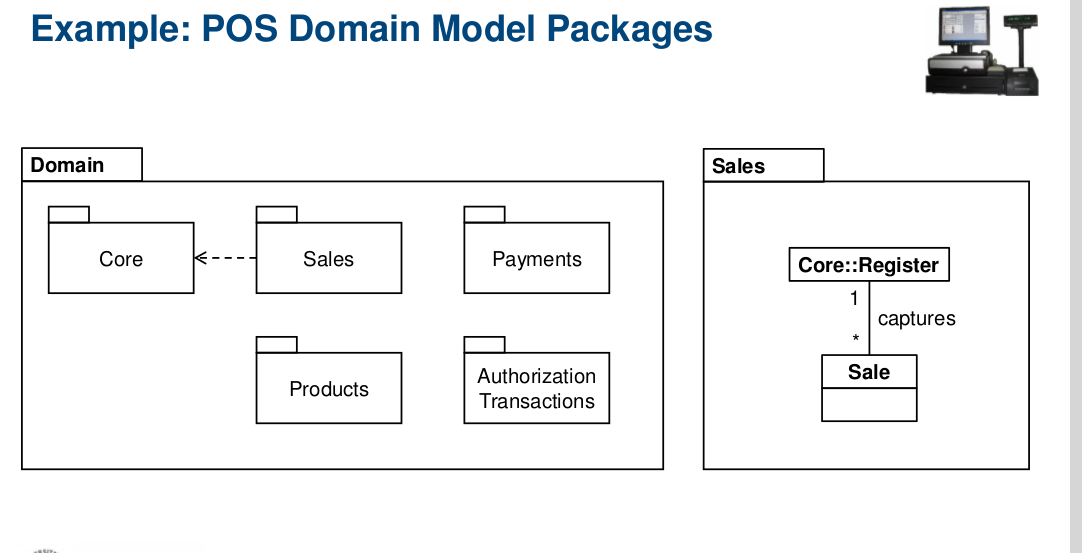 Example: POS Domain Model Packages
Domain
Core
Sales
Payments
Products
Authorization
Transactions
Sales
Core::Register
1
captures
*
Sale